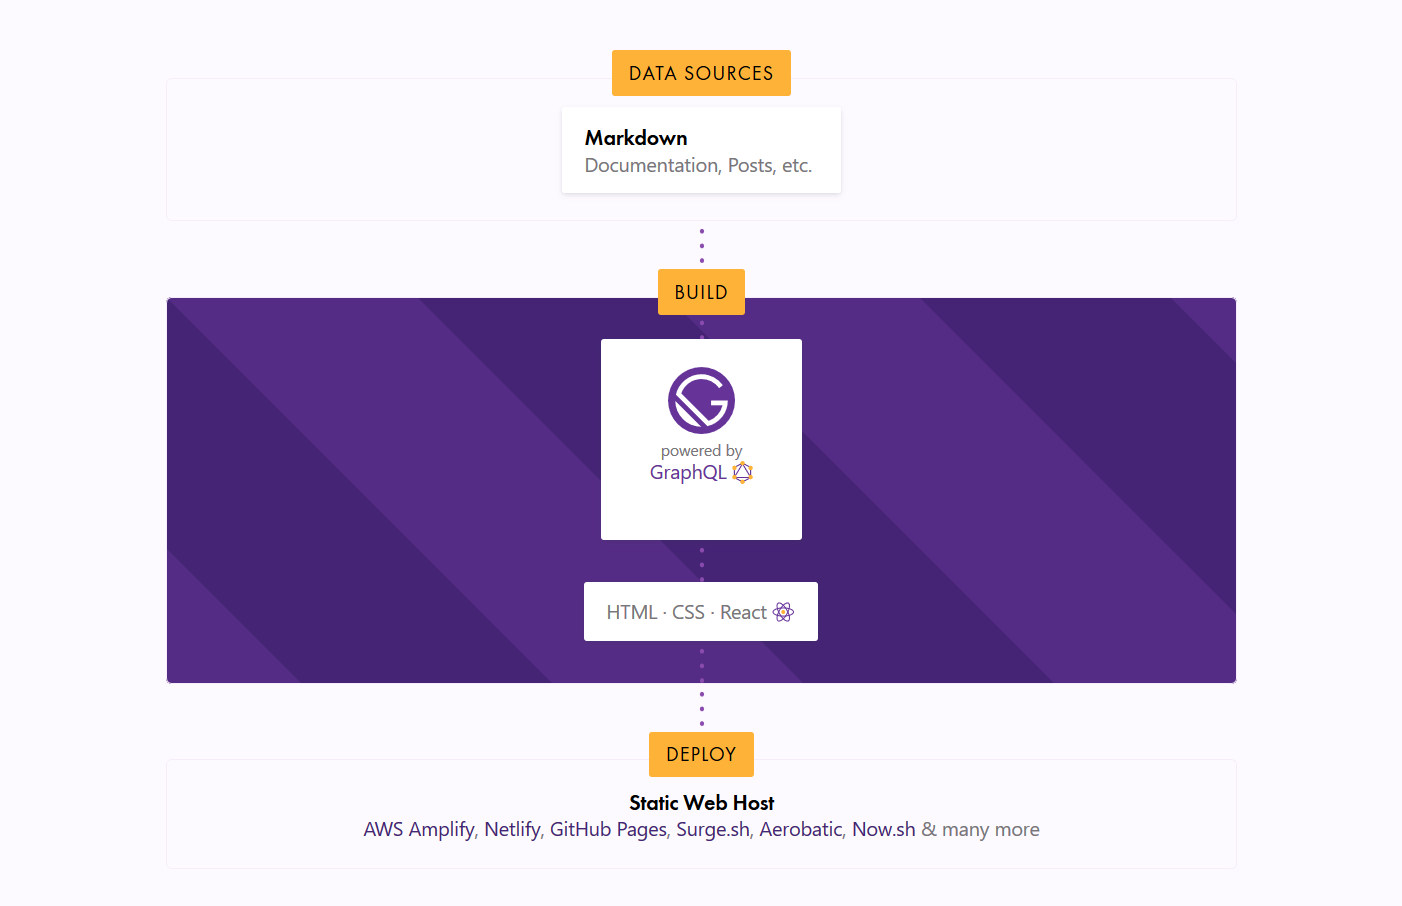 DATA SOURCES
Markdown
Documentation, Posts, etc.
BUILD
powered by
GraphQL
HTML · CSS · React
DEPLOY
Static Web Host
AWS Amplify, Netlify, GitHub Pages, Surge.sh, Aerobatic, Now.sh & many more